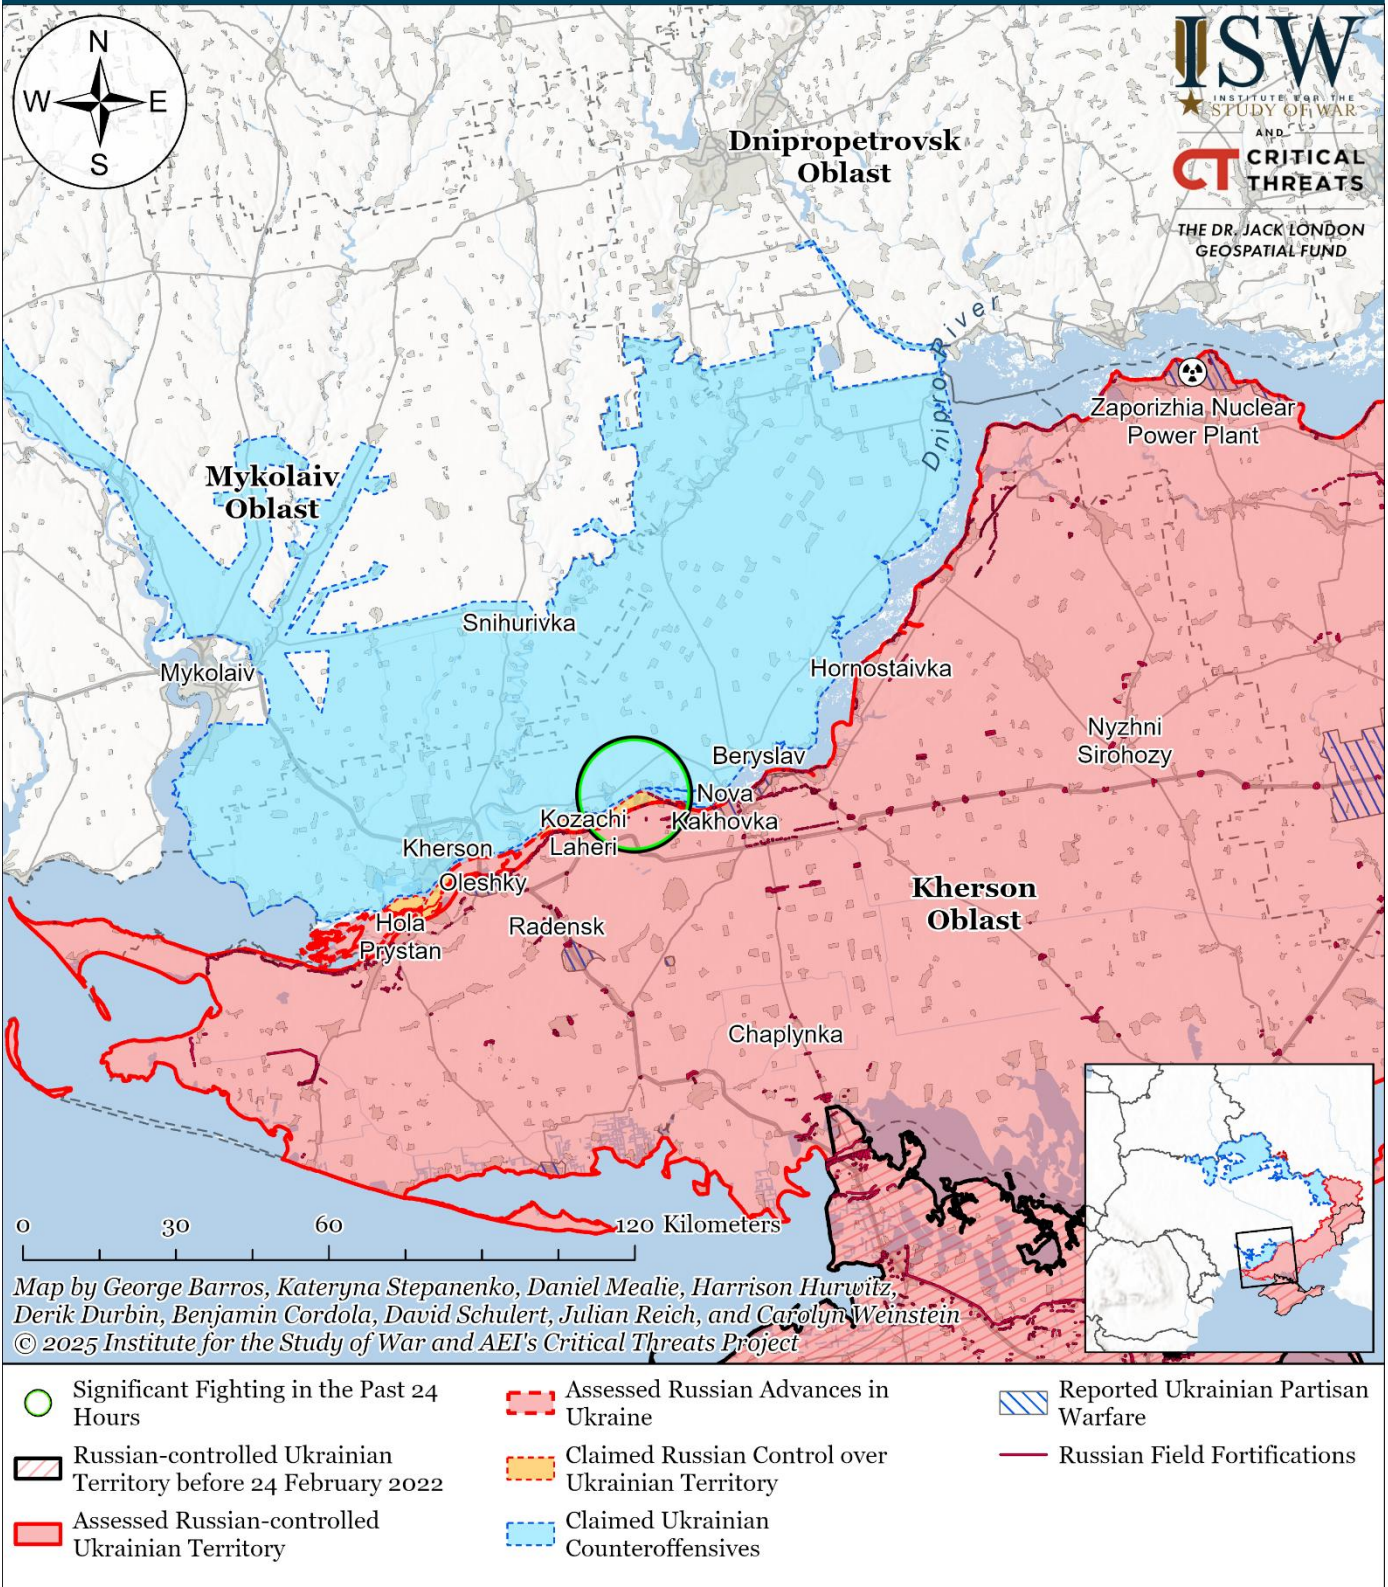 N
W E
S
ISW
INSTITUTE FOR THE
STUDY OF WAR
AND
CT CRITICAL
THREATS
THE DR. JACK LONDON
GEOSPATIAL FUND
Dnipropetrovsk
Oblast
Dnipro River
Zaporizhia Nuclear
Power Plant
Mykolaiv
Oblast
Snihurivka
Mykolaiv
Hornostaivka
Nyzhni
Sirohozy
Beryslav
Nova
Kakhovka
Kozachi
Laheri
Kherson
Oleshky
Kherson
Oblast
Hola
Prystan
Radensk
Chaplynka
0 30 60 120 Kilometers
Map by George Barros, Kateryna Stepanenko, Daniel Mealie, Harrison Hurwitz,
Derik Durbin, Benjamin Cordola, David Schulert, Julian Reich, and Carolyn Weinstein
© 2025 Institute for the Study of War and AEI's Critical Threats Project
Significant Fighting in the Past 24
Hours
Russian-controlled Ukrainian
Territory before 24 February 2022
Assessed Russian-controlled
Ukrainian Territory
Assessed Russian Advances in
Ukraine
Claimed Russian Control over
Ukrainian Territory
Claimed Ukrainian
Counteroffensives
Reported Ukrainian Partisan
Warfare
Russian Field Fortifications